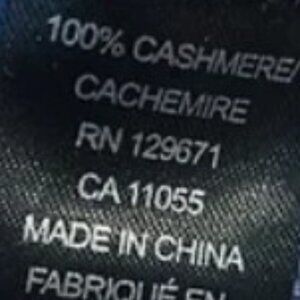 100% CASHMERE/
CACHEMIRE
RN 129671
CA 11055
MADE IN CHINA
FABRIQUÉ EN